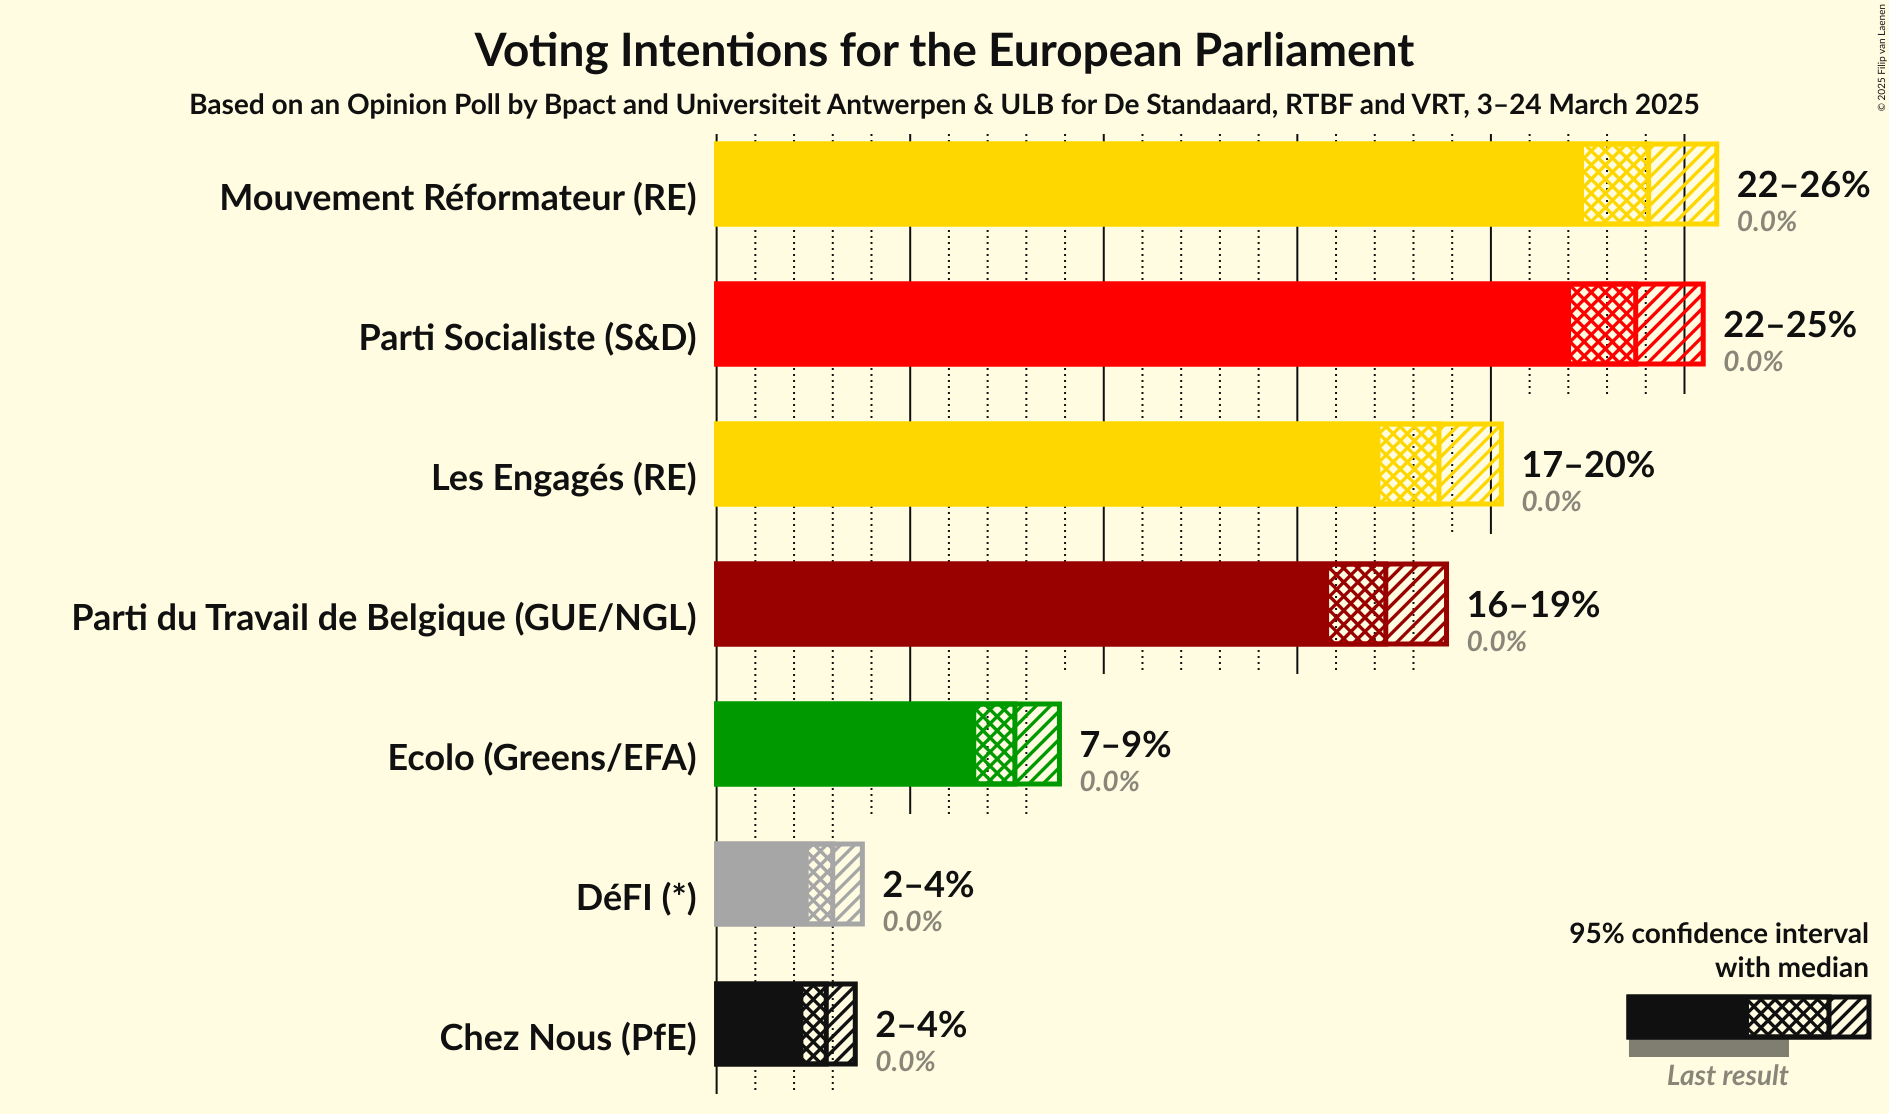 Voting Intentions for the European Parliament
Based on an Opinion Poll by Bpact and Universiteit Antwerpen & ULB for De Standaard, RTBF and VRT, 3–24 March 2025
© 2025 Filip van Laenen
Mouvement Réformateur (RE)
22–26%
0.0%
Parti Socialiste (S&D)
22–25%
0.0%
Les Engagés (RE)
17–20%
0.0%
Parti du Travail de Belgique (GUE/NGL)
16–19%
0.0%
Ecolo (Greens/EFA)
7–9%
0.0%
DéFI (*)
2–4%
0.0%
Chez Nous (PfE)
2–4%
0.0%
95% confidence interval
with median
Last result